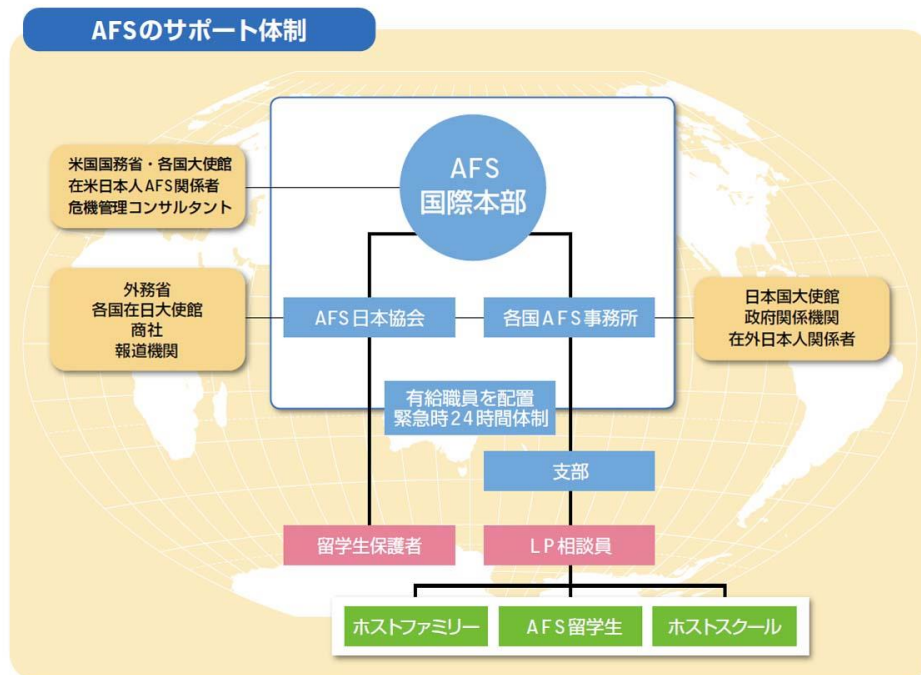 AFSのサポート体制
AFS
国際本部
米国国務省・各国大使館
在米日本人AFS関係者
危機管理コンサルタント
外務省
各国在日大使館
商社
報道機関
AFS日本協会
各国AFS事務所
日本国大使館
政府関係機関
在外日本人関係者
有給職員を配置
緊急時24時間体制
支部
留学生保護者
LP相談員
ホストファミリー
AFS留学生
ホストスクール